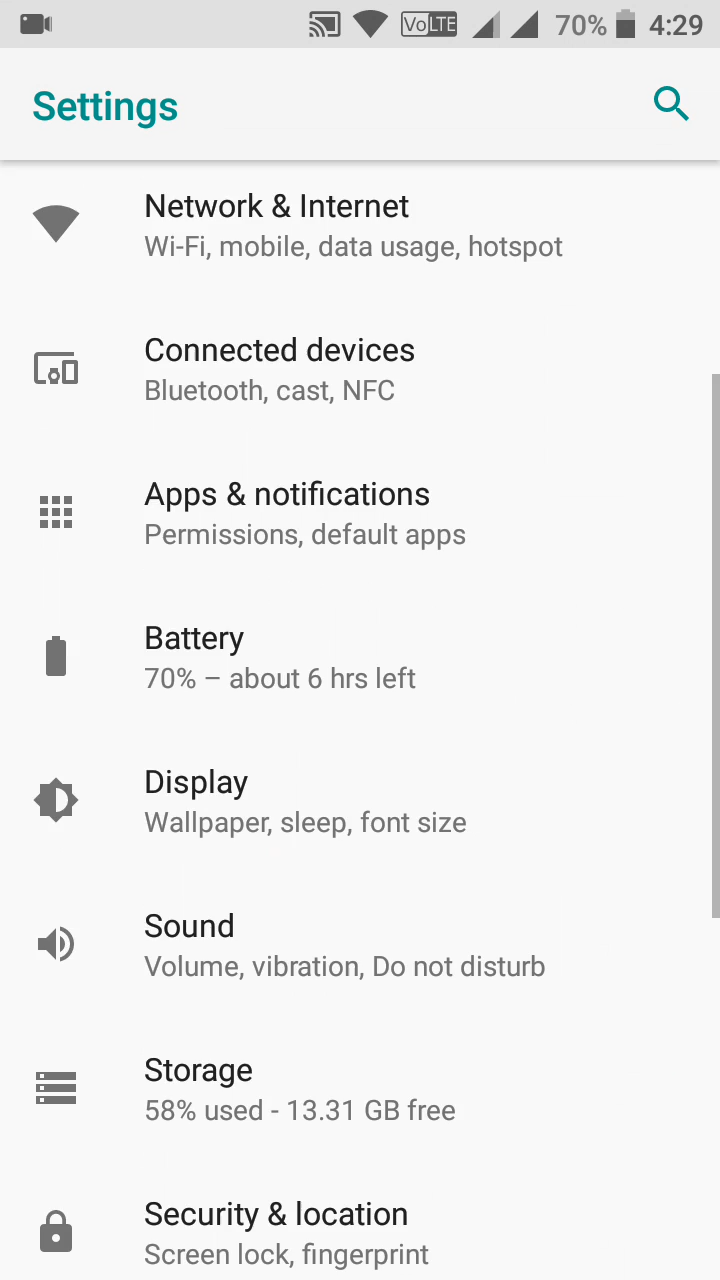 VoLTE 70% 4:29
Settings
Network & Internet
Wi-Fi, mobile, data usage, hotspot
Connected devices
Bluetooth, cast, NFC
Apps & notifications
Permissions, default apps
Battery
70% – about 6 hrs left
Display
Wallpaper, sleep, font size
Sound
Volume, vibration, Do not disturb
Storage
58% used - 13.31 GB free
Security & location
Screen lock, fingerprint